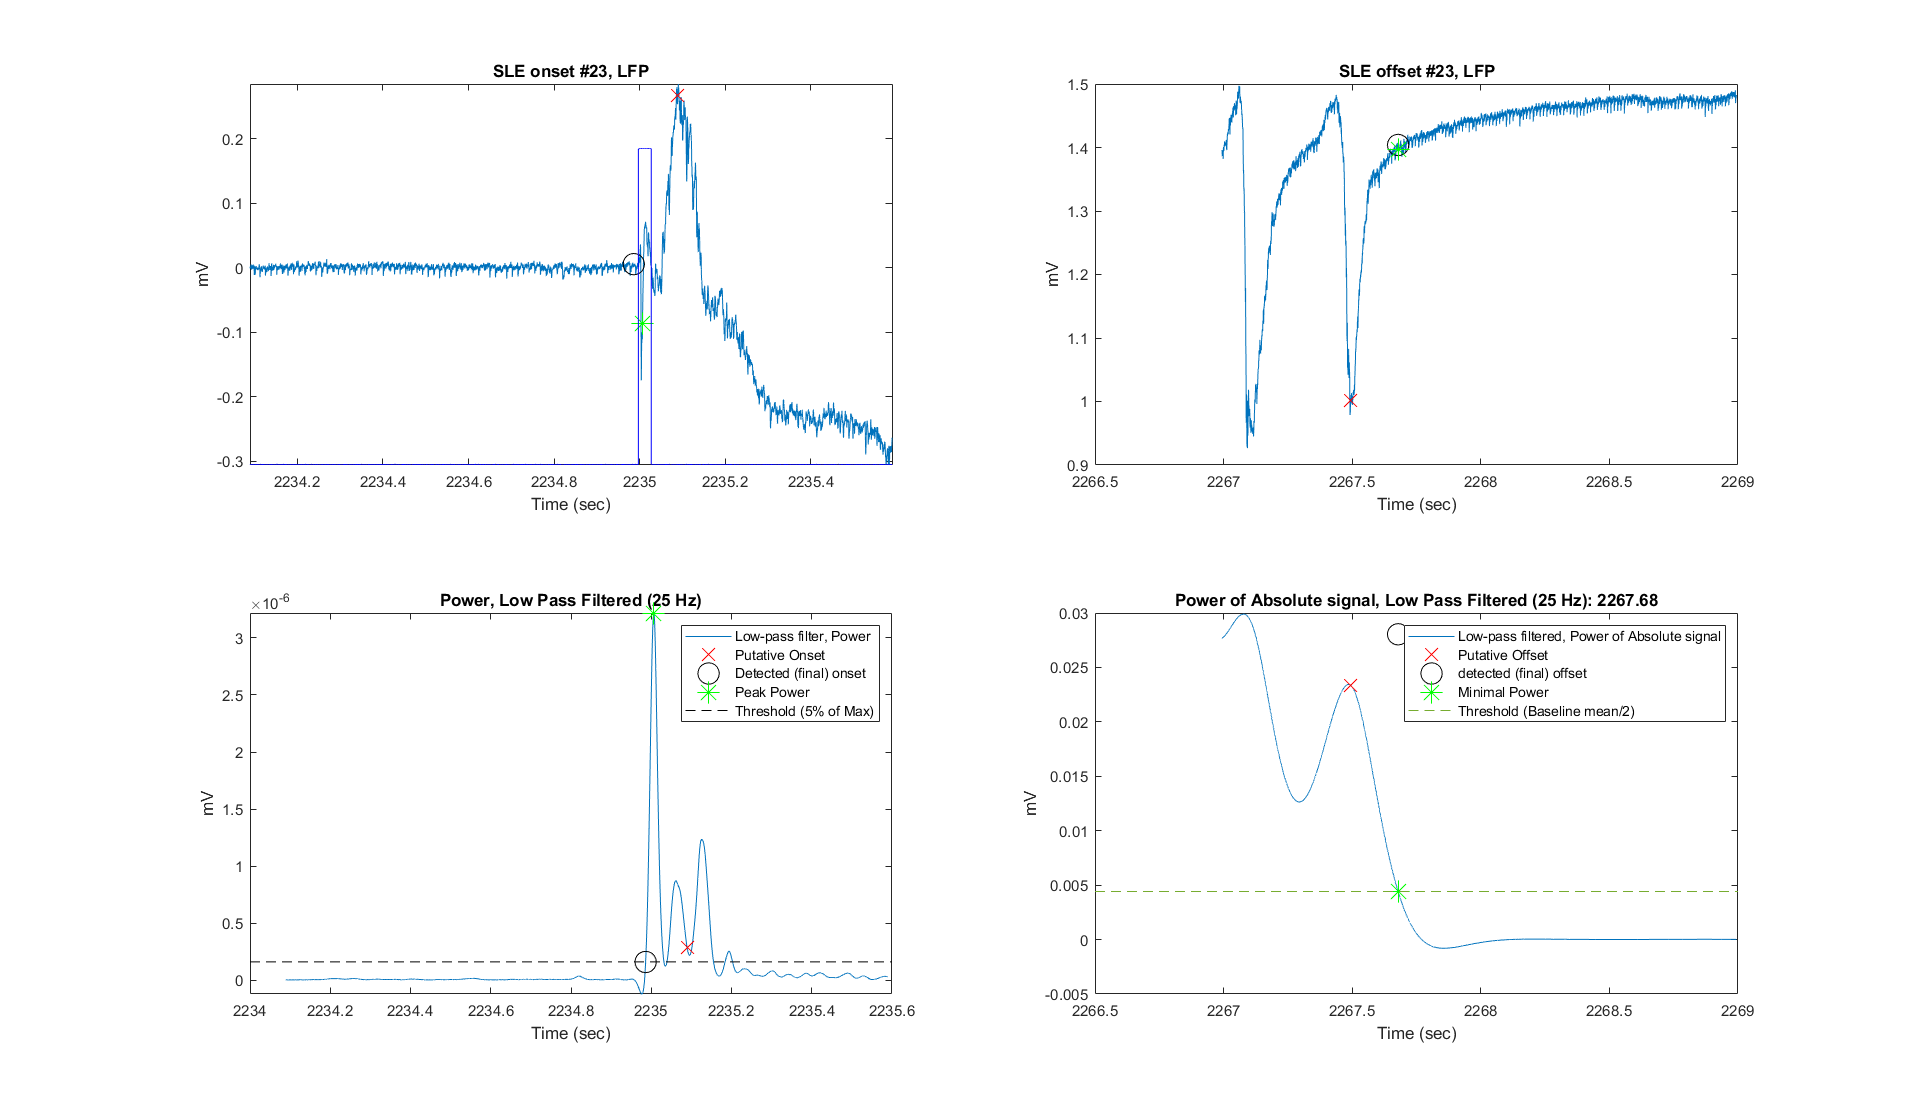 SLE onset #23, LFP
0.2
0.1
0
-0.1
-0.2
-0.3
mV
2234.2 2234.4 2234.6 2234.8 2235 2235.2 2235.4
Time (sec)
SLE offset #23, LFP
1.5
1.4
1.3
1.2
1.1
1
0.9
mV
2266.5 2267 2267.5 2268 2268.5 2269
Time (sec)
Power, Low Pass Filtered (25 Hz)
×10-6
3
2.5
2
1.5
1
0.5
0
mV
Low-pass filter, Power
Putative Onset
Detected (final) onset
Peak Power
Threshold (5% of Max)
2234 2234.2 2234.4 2234.6 2234.8 2235 2235.2 2235.4 2235.6
Time (sec)
Power of Absolute signal, Low Pass Filtered (25 Hz): 2267.68
0.03
0.025
0.02
0.015
0.01
0.005
0
-0.005
mV
Low-pass filtered, Power of Absolute signal
Putative Offset
detected (final) offset
Minimal Power
Threshold (Baseline mean/2)
2266.5 2267 2267.5 2268 2268.5 2269
Time (sec)